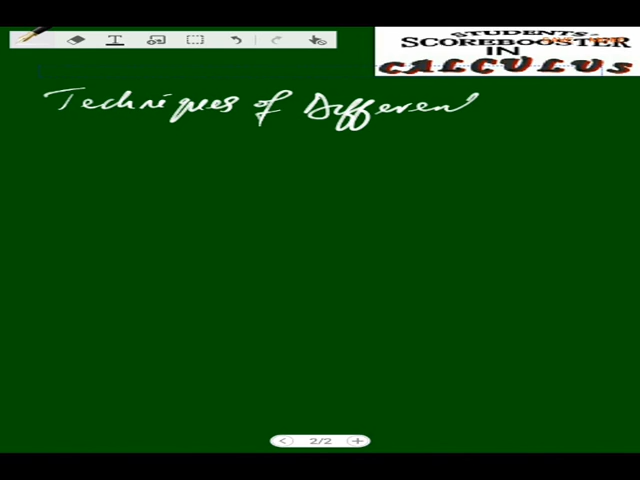 STUDENTS'
SCOREBOOSTER
IN
CALCULUS
Techniques of Differen
2/2